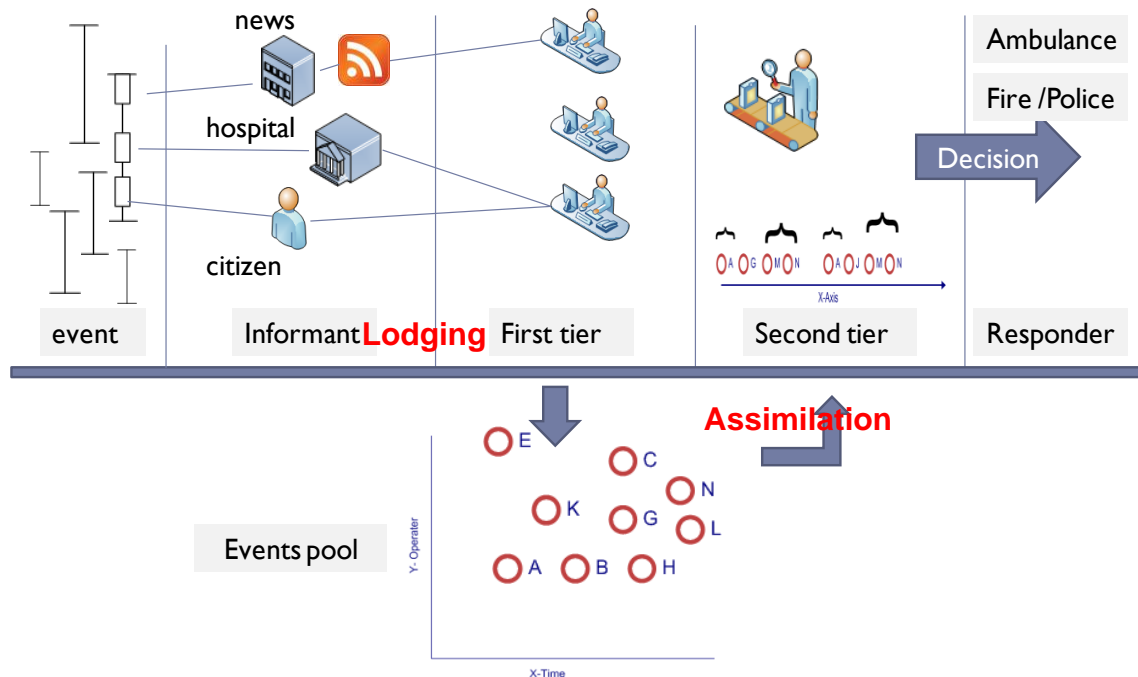 news
hospital
citizen
Ambulance
Fire /Police
Decision
A G M N A J M N
X-Axis
event
Informant
Lodging
First tier
Second tier
Responder
Assimilation
Events pool
Y- Operater
E
C
N
K
G
L
A
B
H
X-Time